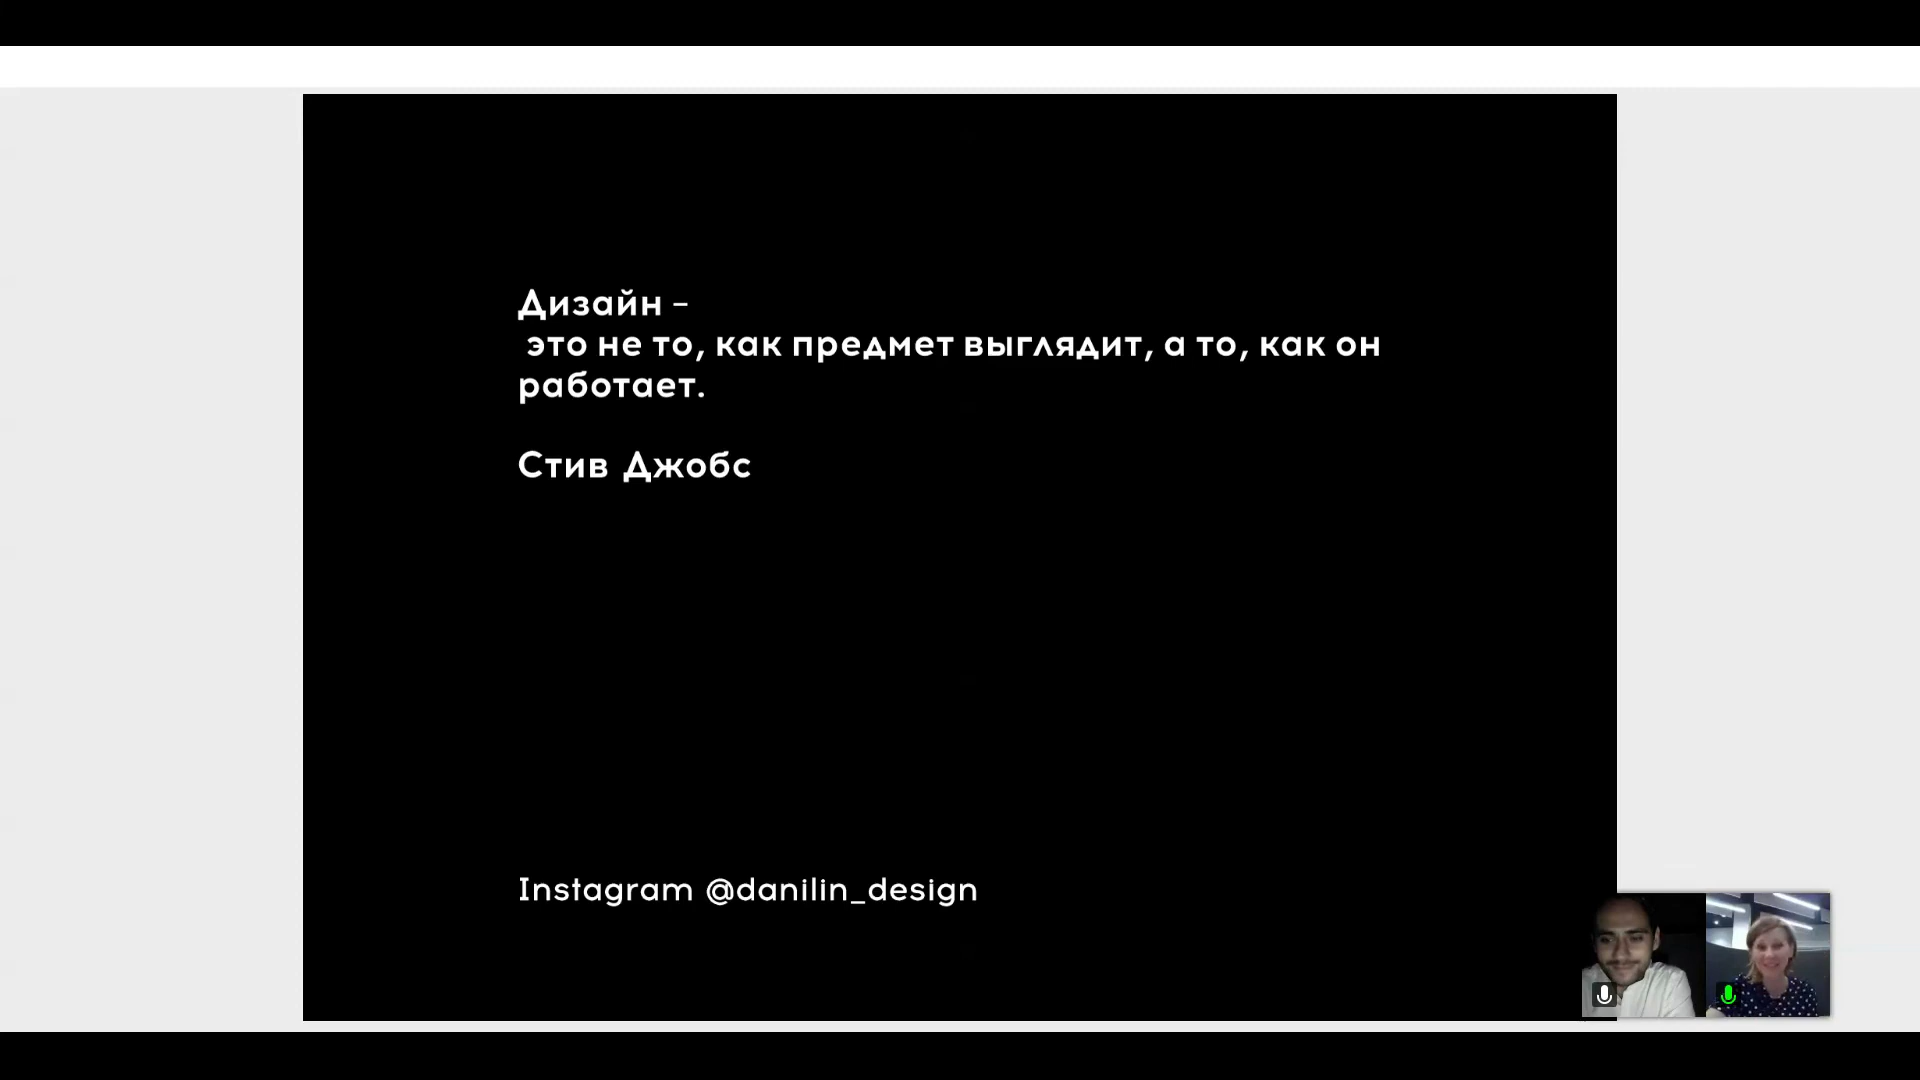 Дизайн –
это не то, как предмет выглядит, а то, как он
работает.
Стив Джобс
Instagram @danilin_design